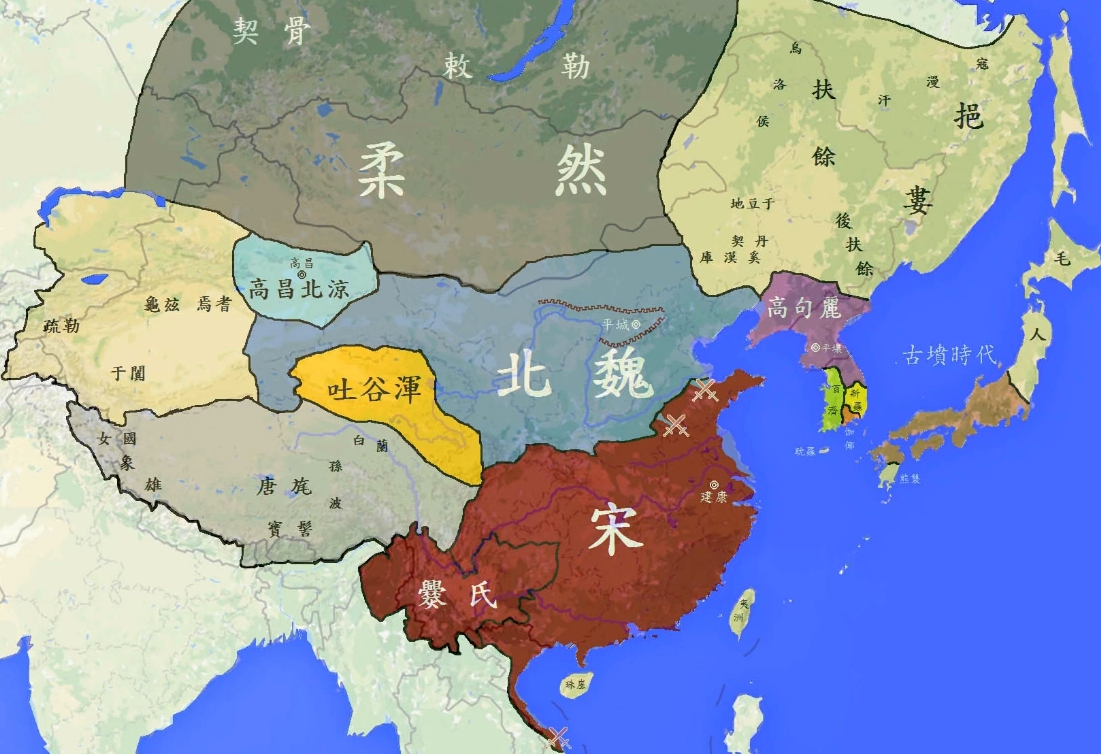 契骨
敕勒
柔然
烏洛侯
扶餘
汗漫寇
挹婁
地豆于
契丹
庫漠奚
後扶餘
高昌
高昌北涼
龜兹 焉耆
疏勒
于闐
吐谷渾
北魏
平城
高句麗
平壤
百濟
新羅
耽羅
古墳時代
毛人
熊襲
女國
象雄
白蘭
孫波
唐旄
寶髻
宋
建康
爨氏
夷洲
珠崖